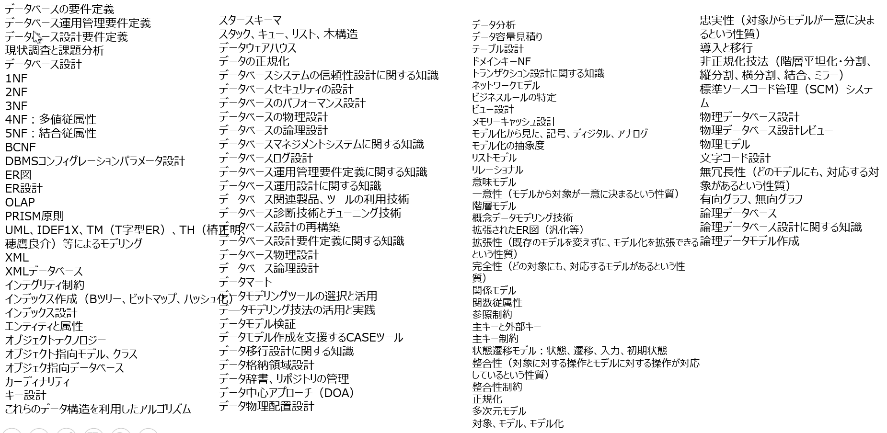 データベースの要件定義
データベース運用管理要件定義
データベース設計要件定義
現状調査と課題分析
データベース設計
1NF
2NF
3NF
4NF：多値従属性
5NF：結合従属性
BCNF
DBMSコンフィグレーションパラメータ設計
ER図
ER設計
OLAP
PRISM原則
UML、IDEF1X、TM（T字型ER）、TH（椿正明、
穂鷹良介）等によるモデリング
XML
XMLデータベース
インテグリティ制約
インデックス作成（Bツリー、ビットマップ、ハッシュ化）
インデックス設計
エンティティと属性
オブジェクトテクノロジー
オブジェクト指向モデル、クラス
オブジェク指向データベース
カーディナリティ
キー設計
これらのデータ構造を利用したアルゴリズム
スタースキーマ
スタック、キュー、リスト、木構造
データウェアハウス
データの正規化
データベースシステムの信頼性設計に関する知識
データベースセキュリティの設計
データベースのパフォーマンス設計
データベースの物理設計
データベースの論理設計
データベースマネジメントシステムに関する知識
データベースログ設計
データベース運用管理要件定義に関する知識
データベース運用設計に関する知識
データベース関連製品、ツールの利用技術
データベース診断技術とチューニング技術
データベース設計の再構築
データベース設計要件定義に関する知識
データベース物理設計
データベース論理設計
データマート
データモデリングツールの選択と活用
データモデリング技法の活用と実践
データモデル検証
データモデル作成を支援するCASEツール
データ移行設計に関する知識
データ格納領域設計
データ辞書、リポジトリの管理
データ中心アプローチ（DOA）
データ物理配置設計
データ分析
データ容量見積り
テーブル設計
ドメインキーNF
トランザクション設計に関する知識
ネットワークモデル
ビジネスルールの特定
ビュー設計
メモリーキャッシュ設計
モデル化から見た、記号、ディジタル、アナログ
モデル化の抽象度
リストモデル
リレーショナル
意味モデル
一意性（モデルから対象が一意に決まるという性質）
階層モデル
概念データモデリング技術
拡張されたER図（汎化等）
拡張性（既存のモデルを変えずに、モデル化を拡張できる
という性質）
完全性（どの対象にも、対応するモデルがあるという性
質）
関係モデル
関数従属性
参照制約
主キーと外部キー
主キー制約
状態遷移モデル：状態、遷移、入力、初期状態
整合性（対象に対する操作とモデルに対する操作が対応
しているという性質）
整合性制約
正規化
多次元モデル
対象、モデル、モデル化
忠実性（対象からモデルが一意に決ま
るという性質）
導入と移行
非正規化技法（階層平坦化・分割、
縦分割、横分割、結合、ミラー）
標準ソースコード管理（SCM）システ
ム
物理データベース設計
物理データベース設計レビュー
物理モデル
文字コード設計
無冗長性（どのモデルにも、対応する対
象があるという性質）
有向グラフ、無向グラフ
論理データベース
論理データベース設計に関する知識
論理データモデル作成